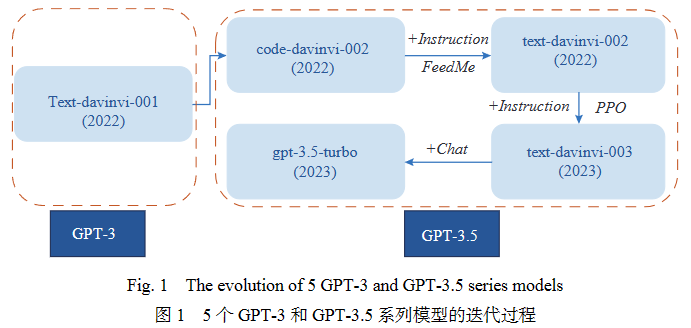 code-davinvi-002
(2022)
+Instruction
FeedMe
text-davinvi-002
(2022)
Text-davinvi-001
(2022)
+Instruction PPO
gpt-3.5-turbo
(2023)
+Chat
text-davinvi-003
(2023)
GPT-3
GPT-3.5
Fig. 1 The evolution of 5 GPT-3 and GPT-3.5 series models
图 1 5 个 GPT-3 和 GPT-3.5 系列模型的迭代过程